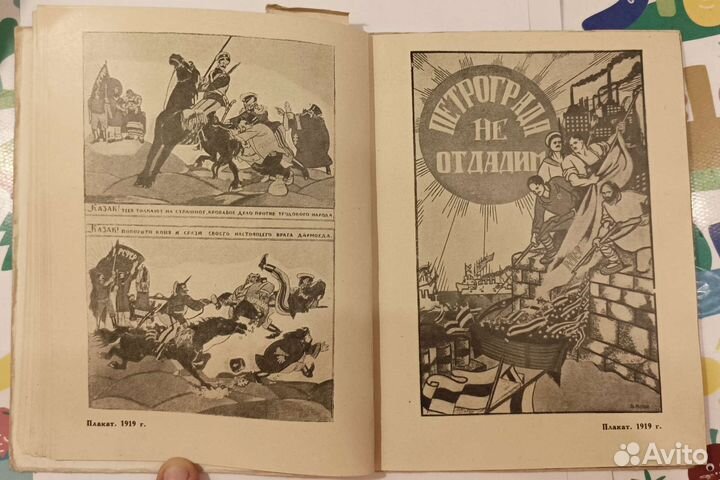 „КАЗАК! ТЕБЯ ТОЛКАЮТ НА СТРАШНОЕ, КРОВАВОЕ ДЕЛО ПРОТИВ ТРУДОВОГО НАРОДА.
„КАЗАК! ПОВОРОТИ КОНЯ И СРАЗИ СВОЕГО НАСТОЯЩЕГО ВРАГА ДАРМОЕДА.
Плакат. 1919 г.
ПЕТРОГРАДА
НЕ
ОТДАДИМ
Плакат. 1919 г.
Avito